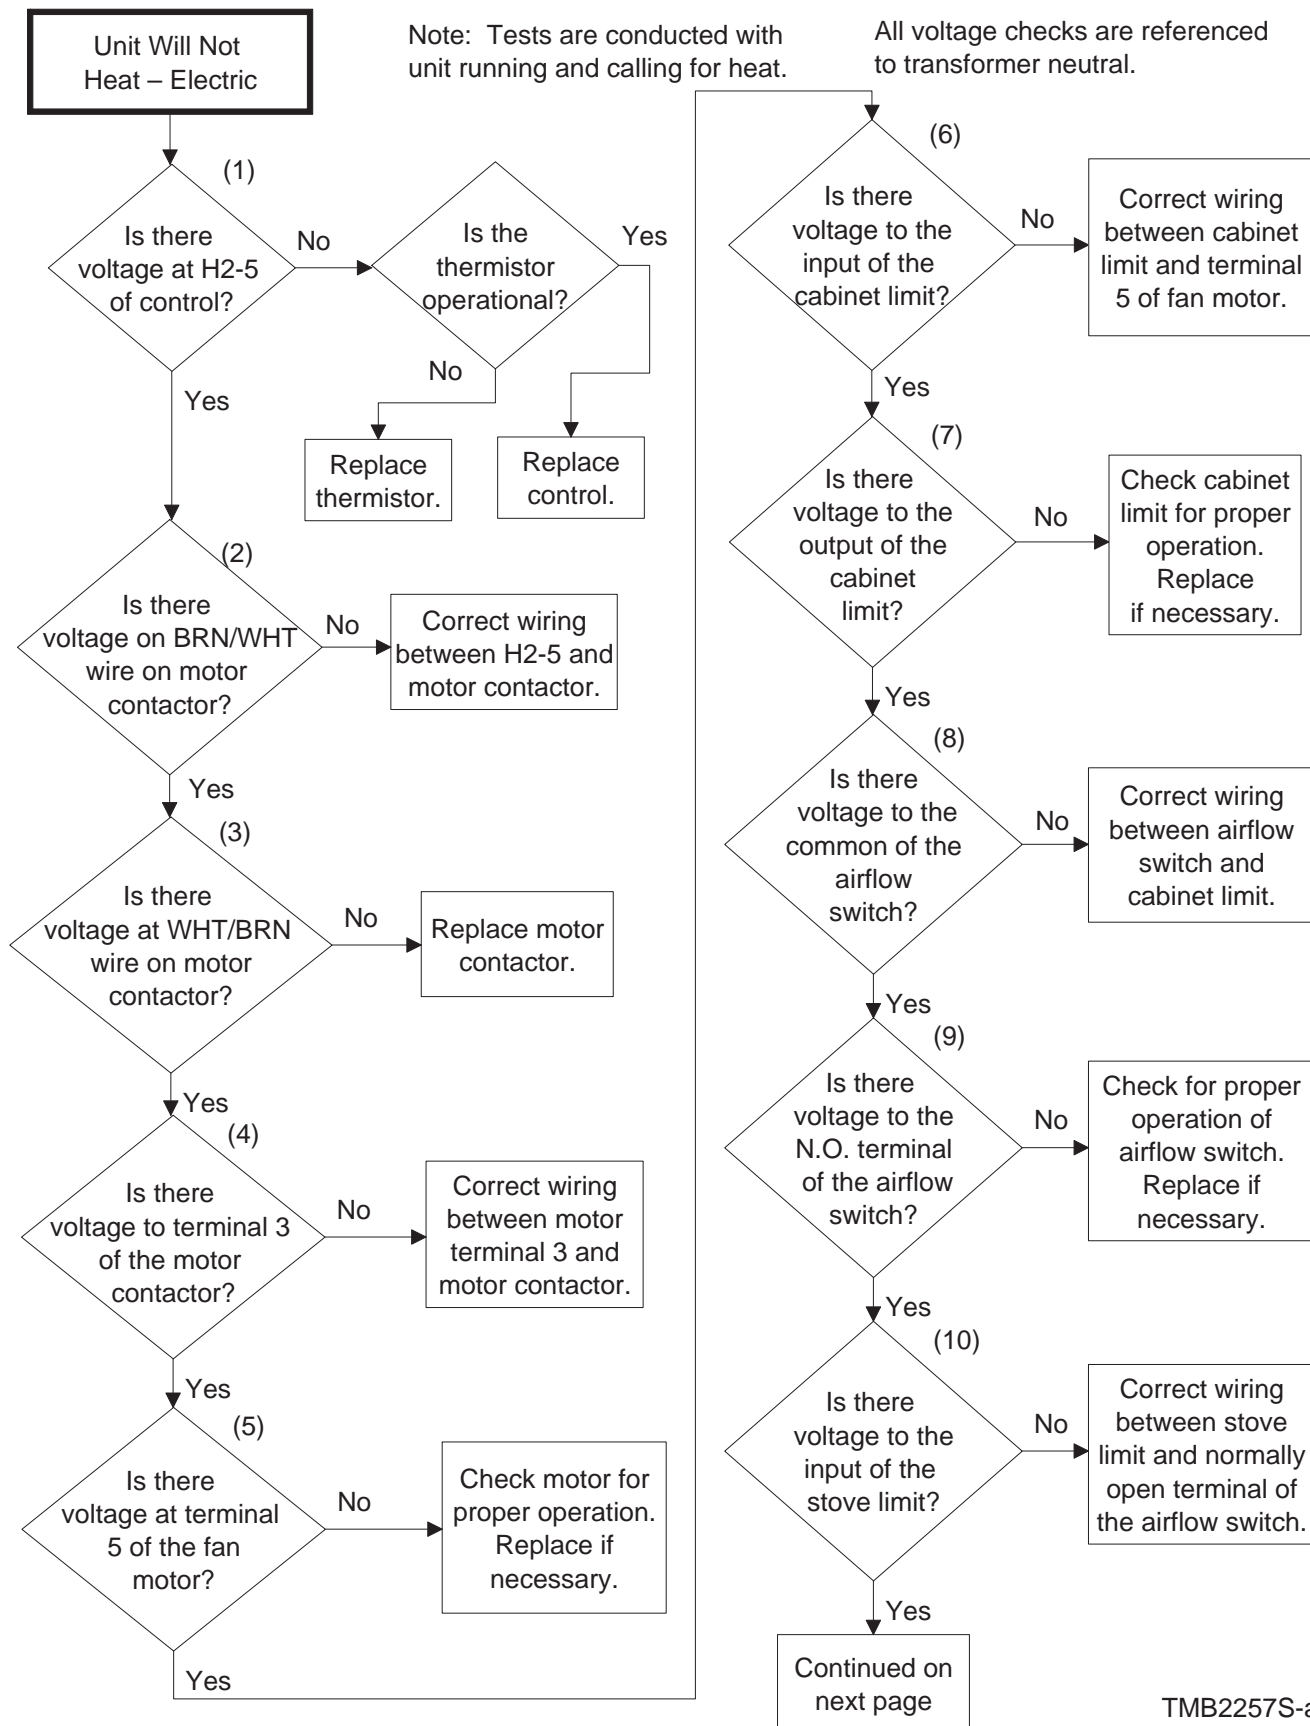 Unit Will Not
Heat – Electric
Note: Tests are conducted with
unit running and calling for heat.
All voltage checks are referenced
to transformer neutral.
(1)
Is there
voltage at H2-5
of control?
No
Is the
thermistor
operational?
Yes
No
Yes
Replace
thermistor.
Replace
control.
(2)
Is there
voltage on BRN/WHT
wire on motor
contactor?
No
Correct wiring
between H2-5 and
motor contactor.
Yes
(3)
Is there
voltage at WHT/BRN
wire on motor
contactor?
No
Replace motor
contactor.
Yes
(4)
Is there
voltage to terminal 3
of the motor
contactor?
No
Correct wiring
between motor
terminal 3 and
motor contactor.
Yes
(5)
Is there
voltage at terminal
5 of the fan
motor?
No
Check motor for
proper operation.
Replace if
necessary.
Yes
(6)
Is there
voltage to the
input of the
cabinet limit?
No
Correct wiring
between cabinet
limit and terminal
5 of fan motor.
Yes
(7)
Is there
voltage to the
output of the
cabinet
limit?
No
Check cabinet
limit for proper
operation.
Replace
if necessary.
Yes
(8)
Is there
voltage to the
common of the
airflow
switch?
No
Correct wiring
between airflow
switch and
cabinet limit.
Yes
(9)
Is there
voltage to the
N.O. terminal
of the airflow
switch?
No
Check for proper
operation of
airflow switch.
Replace if
necessary.
Yes
(10)
Is there
voltage to the
input of the
stove limit?
No
Correct wiring
between stove
limit and normally
open terminal of
the airflow switch.
Yes
Continued on
next page
TMB2257S-a